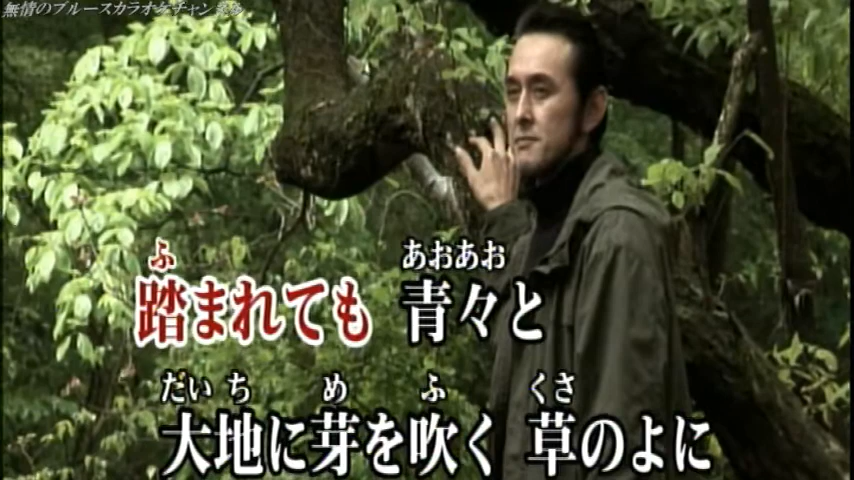 無情のブルースカラオケチャンネル
ふ あおあお
踏まれても 青々と
だいち め ふ くさ
大地に芽を吹く 草のよに